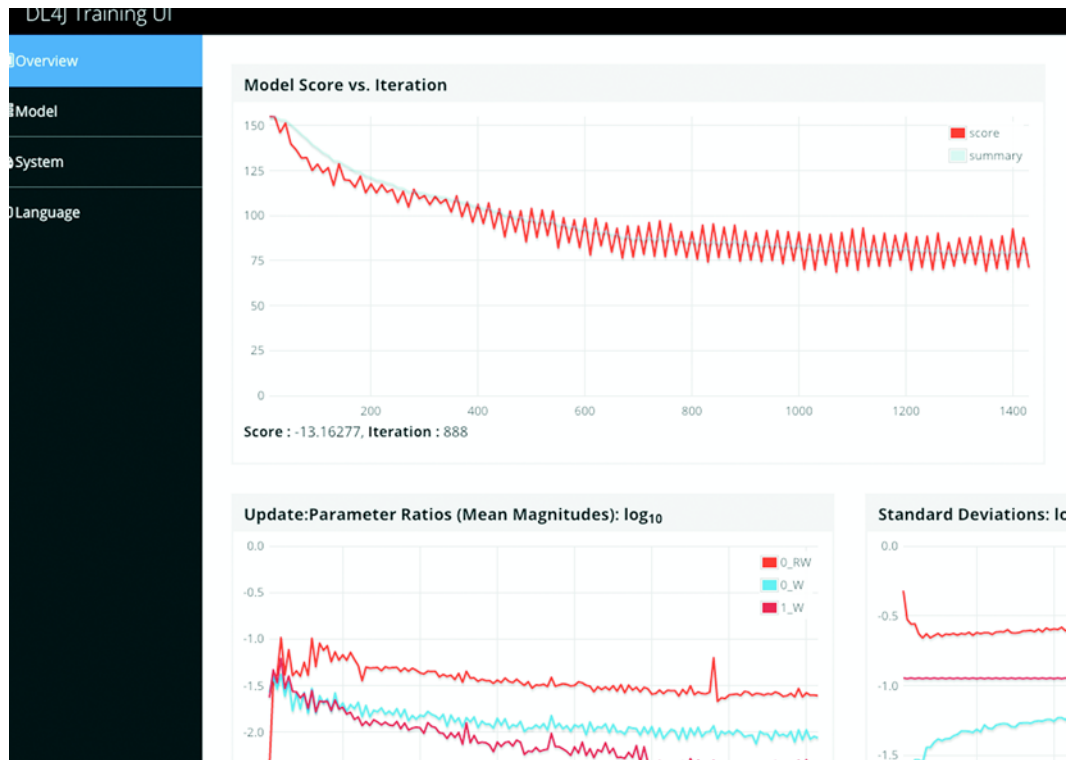 DL4J Training UI
Overview
Model
System
Language
Model Score vs. Iteration
150
125
100
75
50
25
0
200 400 600 800 1000 1200 1400
score
summary
Score : -13.16277, Iteration : 888
Update:Parameter Ratios (Mean Magnitudes): log10
0.0
-0.5
-1.0
-1.5
-2.0
0_RW
0_W
1_W
Standard Deviations: lo
0.0
-0.5
-1.0
-1.5